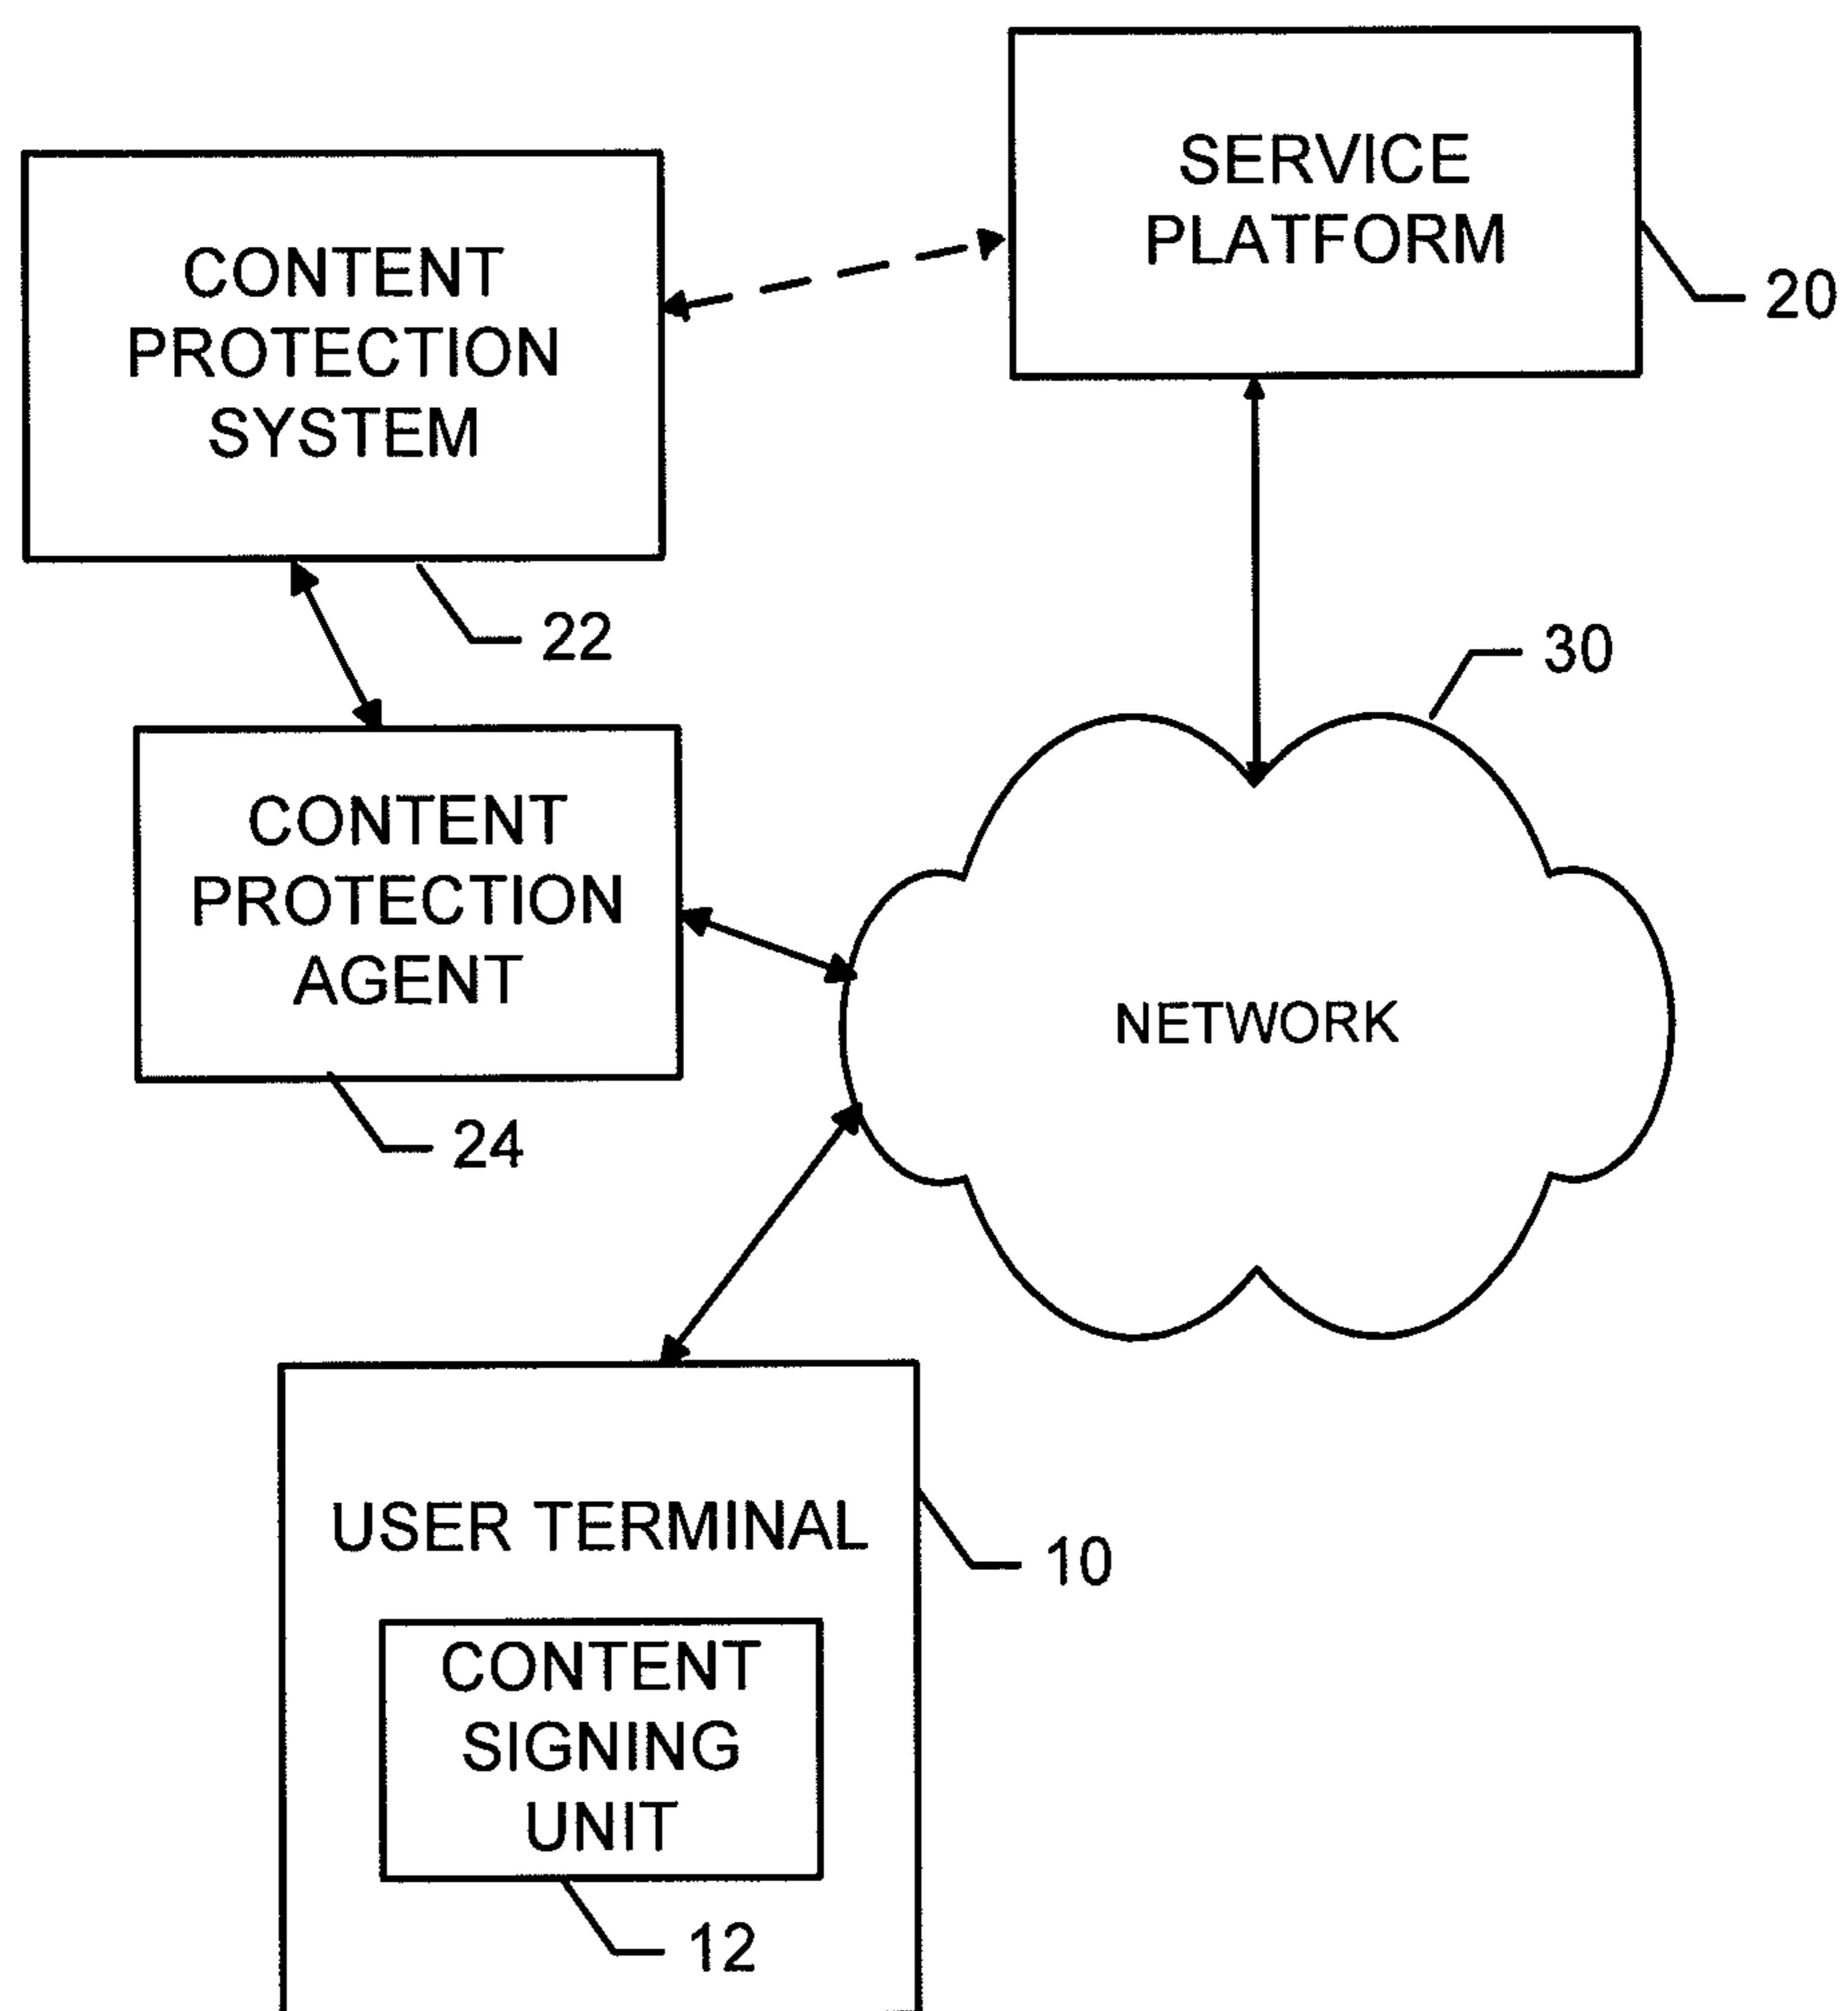 SERVICE
PLATFORM
20
CONTENT
PROTECTION
SYSTEM
22
30
CONTENT
PROTECTION
AGENT
24
NETWORK
USER TERMINAL
10
CONTENT
SIGNING
UNIT
12